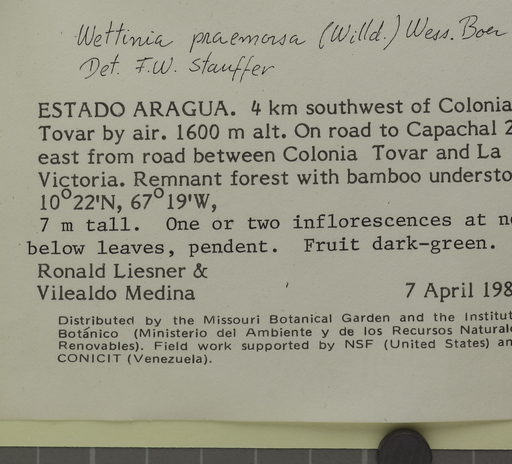 Wettinia praemorsa (Willd.) Wess. Boer
Det. F.W. Stauffer
ESTADO ARAGUA. 4 km southwest of Colonia
Tovar by air. 1600 m alt. On road to Capachal 2
east from road between Colonia Tovar and La
Victoria. Remnant forest with bamboo understo
10°22'N, 67°19'W,
7 m tall. One or two inflorescences at no
below leaves, pendent. Fruit dark-green.
Ronald Liesner &
Vilealdo Medina 7 April 198
Distributed by the Missouri Botanical Garden and the Institut
Botánico (Ministerio del Ambiente y de los Recursos Natural
Renovables). Field work supported by NSF (United States) an
CONICIT (Venezuela).